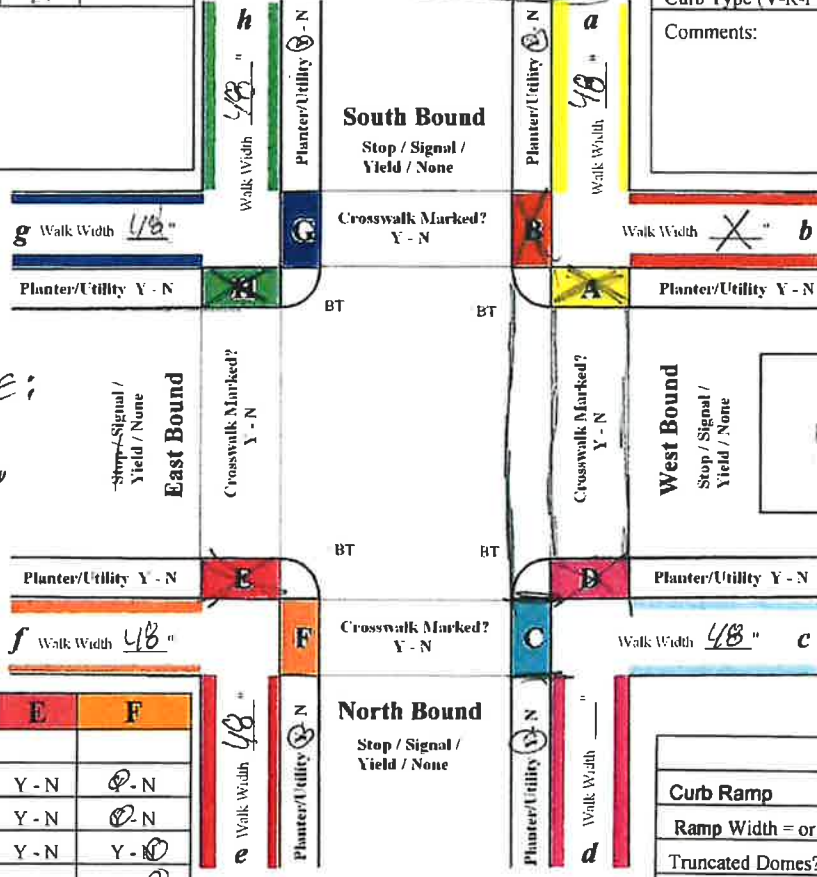 Curb Type (V-R-
Comments:
h
Walk Width 48 "
Planter/Utility Y - N
South Bound
Stop / Signal /
Yield / None
Planter/Utility Y - N
a
Walk Width 48 "
g Walk Width 48 "
G
Crosswalk Marked?
Y - N
B
Walk Width X " b
Planter/Utility Y - N
H
BT
BT
A
Planter/Utility Y - N
E:
Stop / Signal /
Yield / None
East Bound
Crosswalk Marked?
Y - N
Crosswalk Marked?
Y - N
West Bound
Stop / Signal /
Yield / None
BT
BT
Planter/Utility Y - N
E
D
Planter/Utility Y - N
f Walk Width 48 "
F
Crosswalk Marked?
Y - N
C
Walk Width 48 " c
E F
Y - N Y - N
Y - N Y - N
Y - N Y - N
Walk Width 48 "
e
Planter/Utility Y - N
North Bound
Stop / Signal /
Yield / None
Planter/Utility Y - N
Walk Width "
d
Curb Ramp
Ramp Width = or
Truncated Domes?